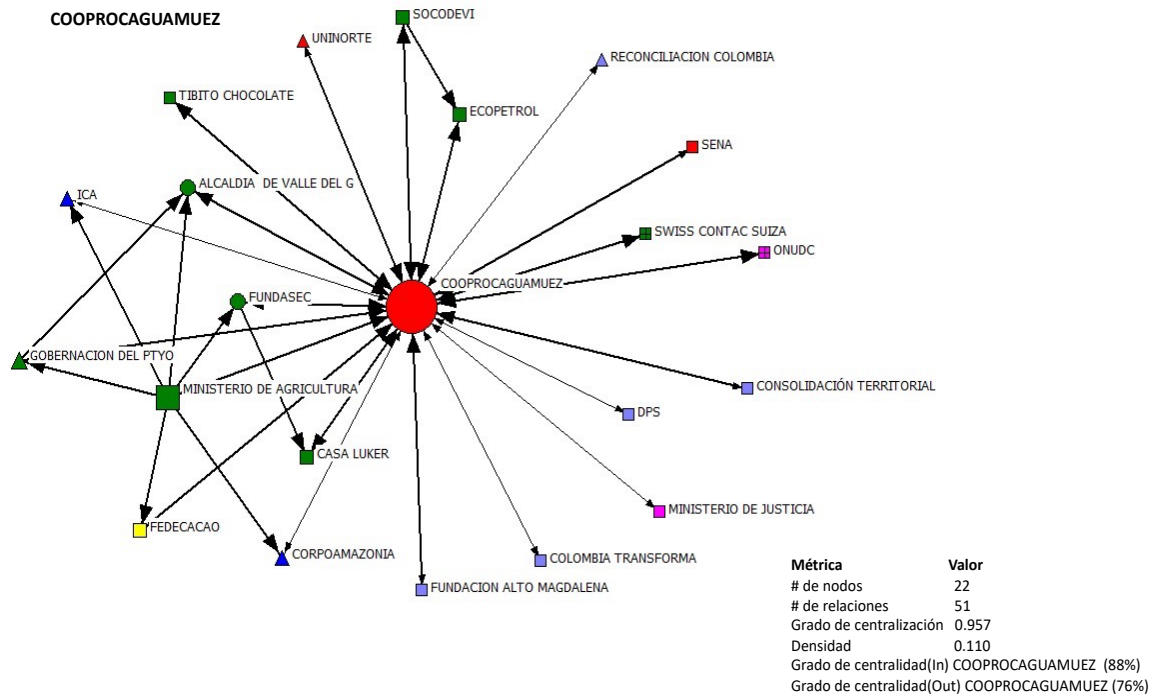 COOPROCAGUAMUEZ
SOCODEVI
UNINORTE
RECONCILIACION COLOMBIA
TIBITO CHOCOLATE
ECOPETROL
SENA
ALCALDIA DE VALLE DEL G
ICA
SWISS CONTAC SUIZA
ONUDC
COOPROCAGUAMUEZ
FUNDASEC
GOBERNACION DEL PTYO
MINISTERIO DE AGRICULTURA
CONSOLIDACIÓN TERRITORIAL
DPS
CASA LUKER
MINISTERIO DE JUSTICIA
FEDECACAO
CORPOAMAZONIA
COLOMBIA TRANSFORMA
FUNDACION ALTO MAGDALENA
Métrica Valor
# de nodos 22
# de relaciones 51
Grado de centralización 0.957
Densidad 0.110
Grado de centralidad(In) COOPROCAGUAMUEZ (88%)
Grado de centralidad(Out) COOPROCAGUAMUEZ (76%)